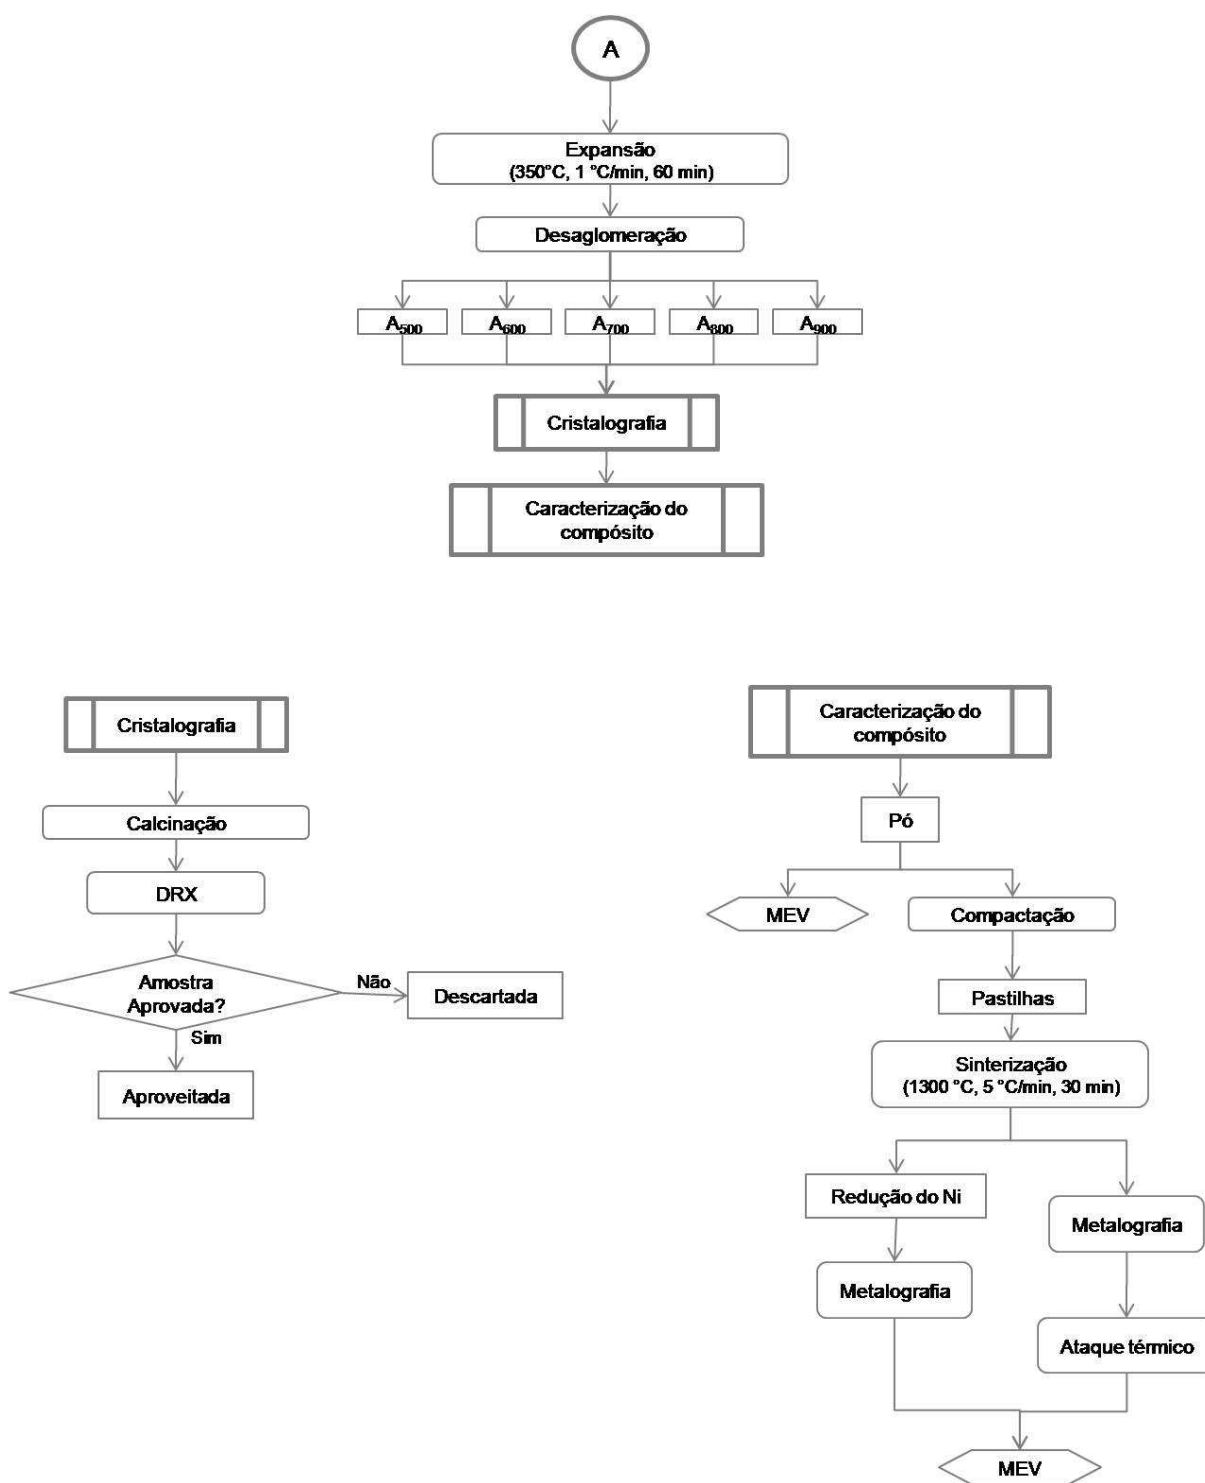 A
Expansão
(350°C, 1 °C/min, 60 min)
Desaglomeração
A500 A600 A700 A800 A900
Cristalografia
Caracterização do
compósito
Cristalografia
Calcinação
DRX
Amostra
Aprovada?
Não
Descartada
Sim
Aproveitada
Caracterização do
compósito
Pó
MEV
Compactação
Pastilhas
Sinterização
(1300 °C, 5 °C/min, 30 min)
Redução do Ni
Metalografia
Metalografia
Ataque térmico
MEV